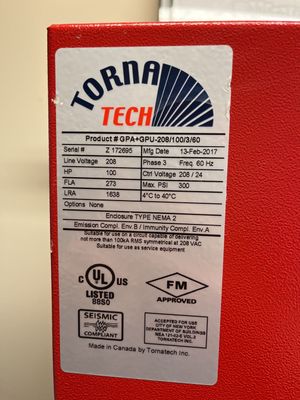 TORNA
TECH
Product # GPA+GPU-208/100/3/60
Serial # Z 172695 Mfg Date 13-Feb-2017
Line Voltage 208 Phase 3 Freq. 60 Hz
HP 100 Ctrl Voltage 208 / 24
FLA 273 Max. PSI 300
LRA 1638 4°C to 40°C
Enclosure TYPE NEMA 2
Emission Compl. Env.B / Immunity Compl. Env.A
Suitable for use on a circuit capable of delivering
not more than 100kA RMS symmetrical at 208 VAC
Suitable for use as service equipment
C UL US
LISTED
88S0
FM
APPROVED
SEISMIC
COMPLIANT
ACCEPTED FOR USE
CITY OF NEW YORK
DEPARTMENT OF BUILDINGS
Made in Canada by Tornatech Inc.